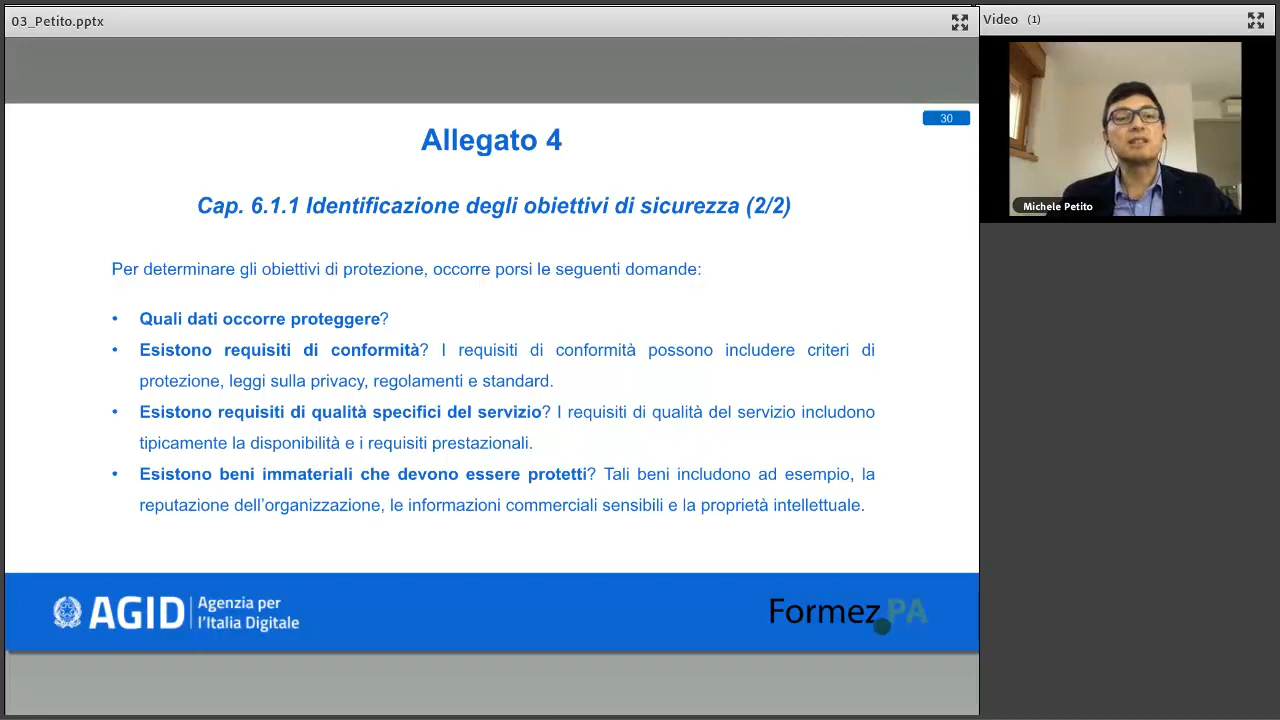 03_Petito.pptx
Video (1)
30
Allegato 4
Cap. 6.1.1 Identificazione degli obiettivi di sicurezza (2/2)
Michele Petito
Per determinare gli obiettivi di protezione, occorre porsi le seguenti domande:
• Quali dati occorre proteggere?
• Esistono requisiti di conformità? I requisiti di conformità possono includere criteri di
protezione, leggi sulla privacy, regolamenti e standard.
• Esistono requisiti di qualità specifici del servizio? I requisiti di qualità del servizio includono
tipicamente la disponibilità e i requisiti prestazionali.
• Esistono beni immateriali che devono essere protetti? Tali beni includono ad esempio, la
reputazione dell'organizzazione, le informazioni commerciali sensibili e la proprietà intellettuale.
AGID
Agenzia per
l'Italia Digitale
Formez PA